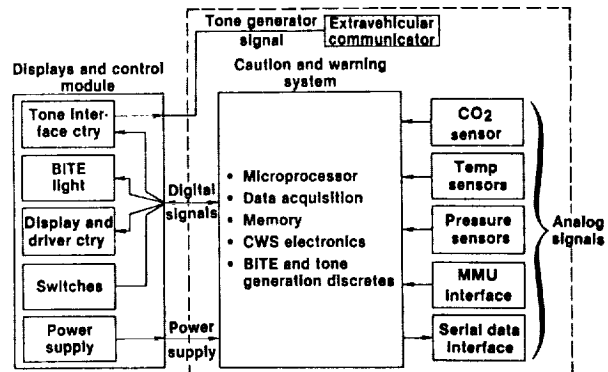 Tone generator
signal
Extravehicular
communicator
Displays and control
module
Caution and warning
system
Tone inter-
face ctry
BITE
light
Display and
driver ctry
Switches
Power
supply
Digital
signals
Power
supply
• Microprocessor
• Data acquisition
• Memory
• CWS electronics
• BITE and tone
generation discretes
CO2
sensor
Temp
sensors
Pressure
sensors
MMU
interface
Serial data
interface
Analog
signals